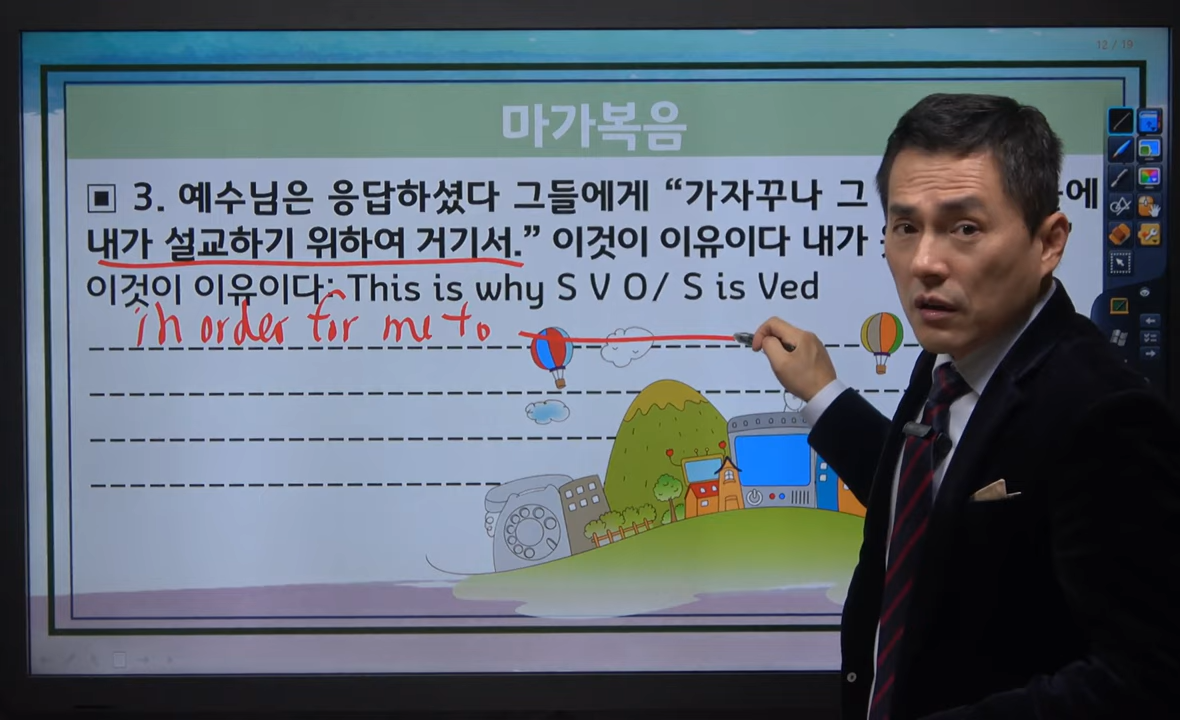 12 / 19
마가복음
3. 예수님은 응답하셨다 그들에게 “가자꾸나 그 에
내가 설교하기 위하여 거기서.” 이것이 이유이다 내가
이것이 이유이다: This is why S V O/ S is Ved
in order for me to